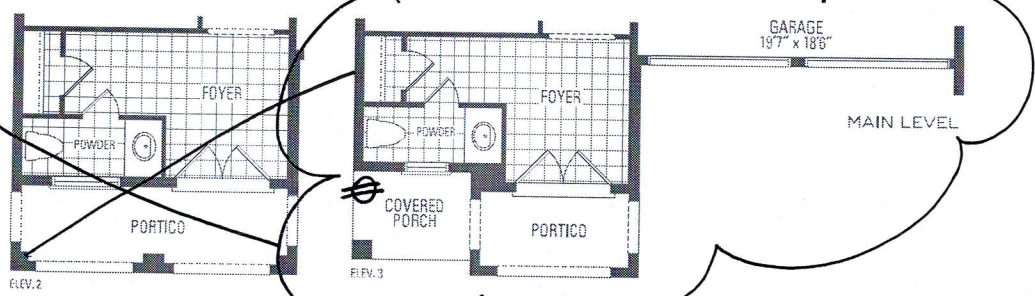 FOYER
POWDER
PORTICO
ELEV. 2
GARAGE
19'7" x 18'6"
FOYER
POWDER
MAIN LEVEL
COVERED
PORCH
PORTICO
ELEV. 3